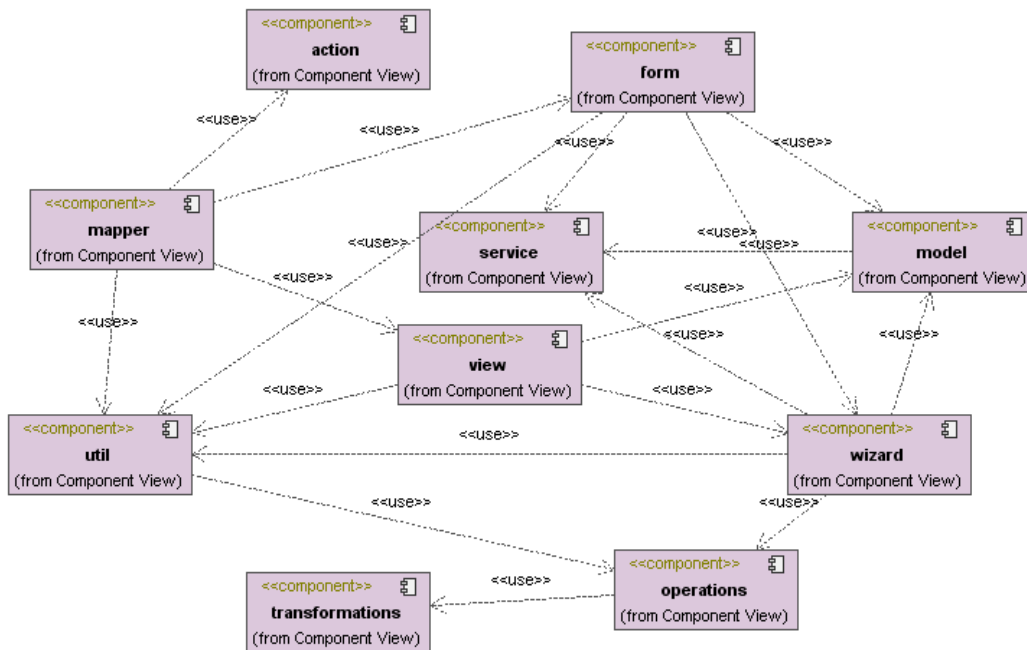 <<component>>
action
(from Component View)
<<component>>
form
(from Component View)
<<use>>
<<use>>
<<use>>
<<use>>
<<component>>
mapper
(from Component View)
<<component>>
service
(from Component View)
<<component>>
model
(from Component View)
<<use>>
<<use>>
<<use>>
<<use>>
<<use>>
<<use>>
<<use>>
<<use>>
<<component>>
view
(from Component View)
<<use>>
<<use>>
<<component>>
util
(from Component View)
<<use>>
<<component>>
wizard
(from Component View)
<<use>>
<<use>>
<<component>>
operations
(from Component View)
<<use>>
<<component>>
transformations
(from Component View)